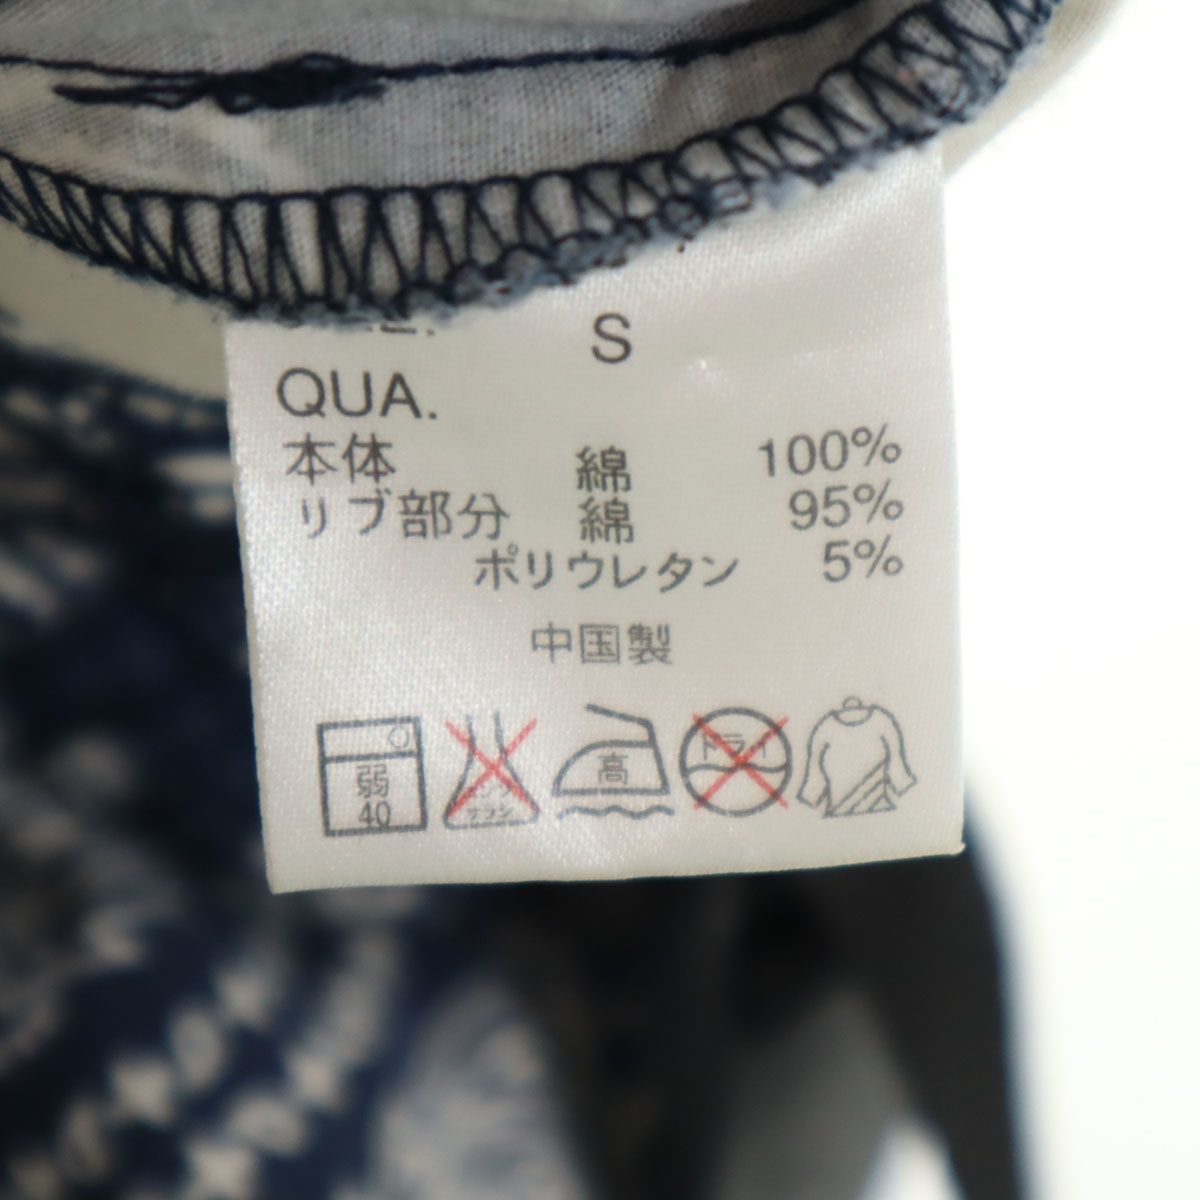 S
QUA.
本体 綿 100%
リブ部分 綿 95%
ポリウレタン 5%
中国製
弱
40
高
ドライ